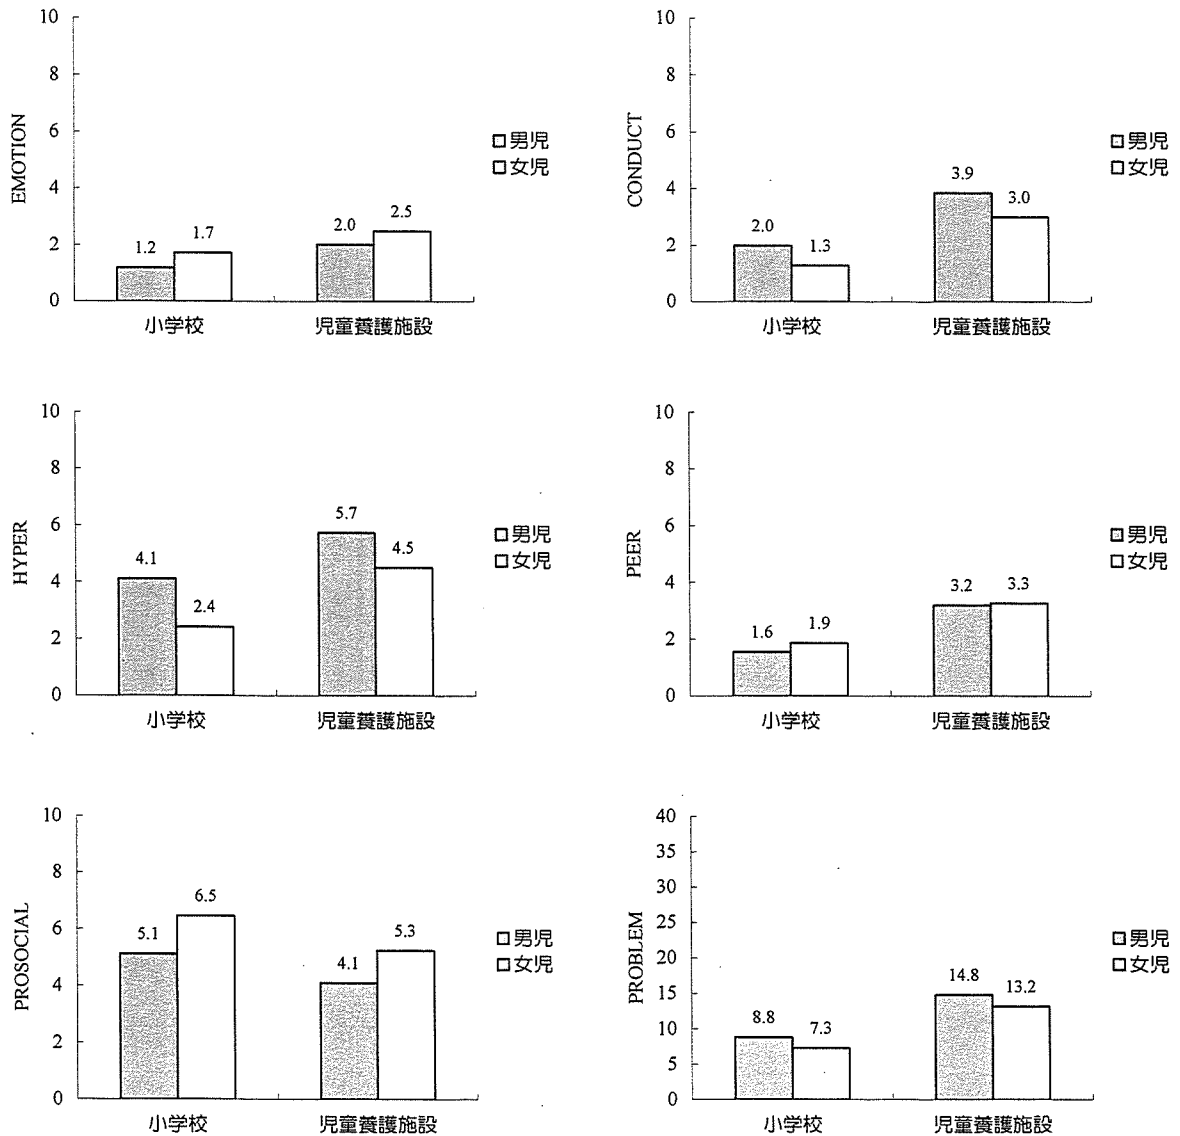 EMOTION
10
8
6
4
2
0
1.2
1.7
2.0
2.5
小学校
児童養護施設
男児
女児
CONDUCT
10
8
6
4
2
0
2.0
1.3
3.9
3.0
小学校
児童養護施設
男児
女児
HYPER
10
8
6
4
2
0
4.1
2.4
5.7
4.5
小学校
児童養護施設
男児
女児
PEER
10
8
6
4
2
0
1.6
1.9
3.2
3.3
小学校
児童養護施設
男児
女児
PROSOCIAL
10
8
6
4
2
0
5.1
6.5
4.1
5.3
小学校
児童養護施設
男児
女児
PROBLEM
40
35
30
25
20
15
10
5
0
8.8
7.3
14.8
13.2
小学校
児童養護施設
男児
女児